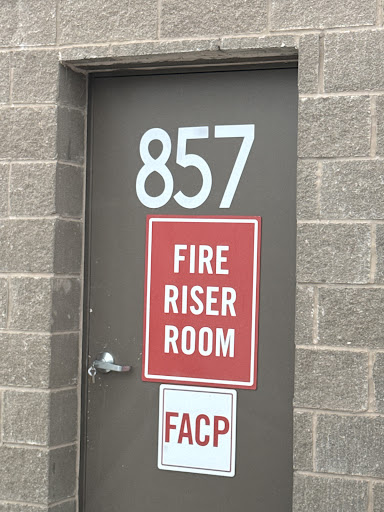 857
FIRE
RISER
ROOM
FACP